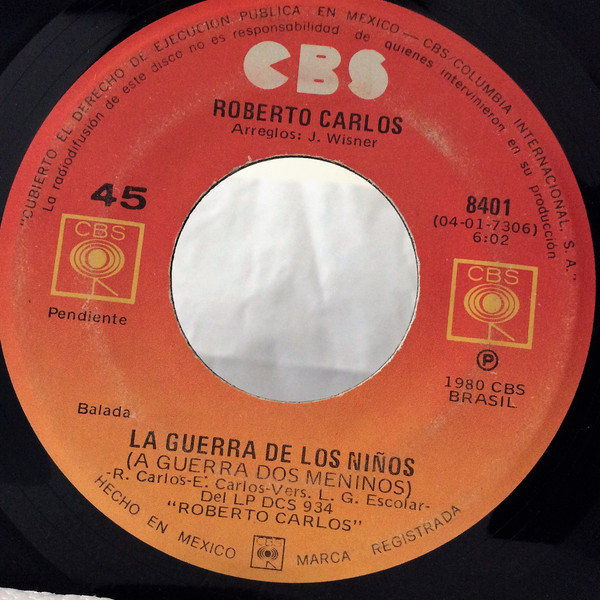 "CUBIERTO EL DERECHO DE EJECUCION PUBLICA EN MEXICO — CBS/COLUMBIA INTERNACIONAL, S. A."
La radiodifusión de este disco no es responsabilidad de quienes intervinieron en su producción
CBS
ROBERTO CARLOS
Arreglos: J. Wisner
45
8401
(04-01-7306)
6:02
CBS
Pendiente
CBS
℗
1980 CBS
BRASIL
Balada
LA GUERRA DE LOS NIÑOS
(A GUERRA DOS MENINOS)
-R. Carlos-E. Carlos-Vers. L. G. Escolar-
Del LP DCS 934
"ROBERTO CARLOS"
HECHO EN MEXICO CBS MARCA REGISTRADA